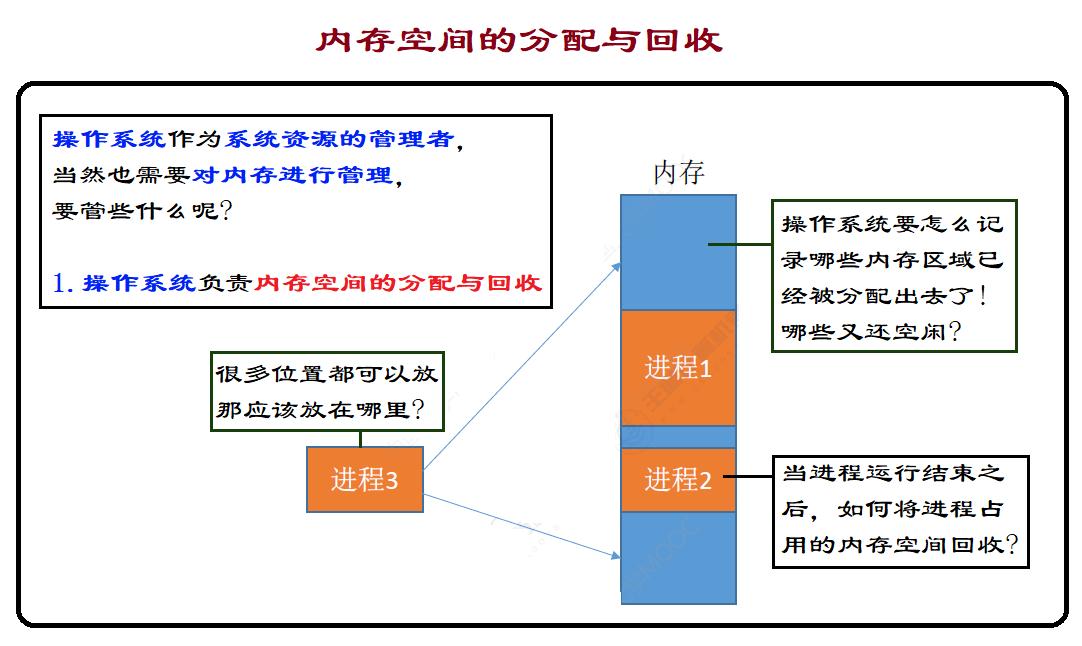 内存空间的分配与回收
操作系统作为系统资源的管理者，
当然也需要对内存进行管理，
要管些什么呢？
1. 操作系统负责内存空间的分配与回收
内存
操作系统要怎么记
录哪些内存区域已
经被分配出去了！
哪些又还空闲？
很多位置都可以放
那应该放在哪里？
进程1
进程3
进程2
当进程运行结束之
后，如何将进程占
用的内存空间回收？